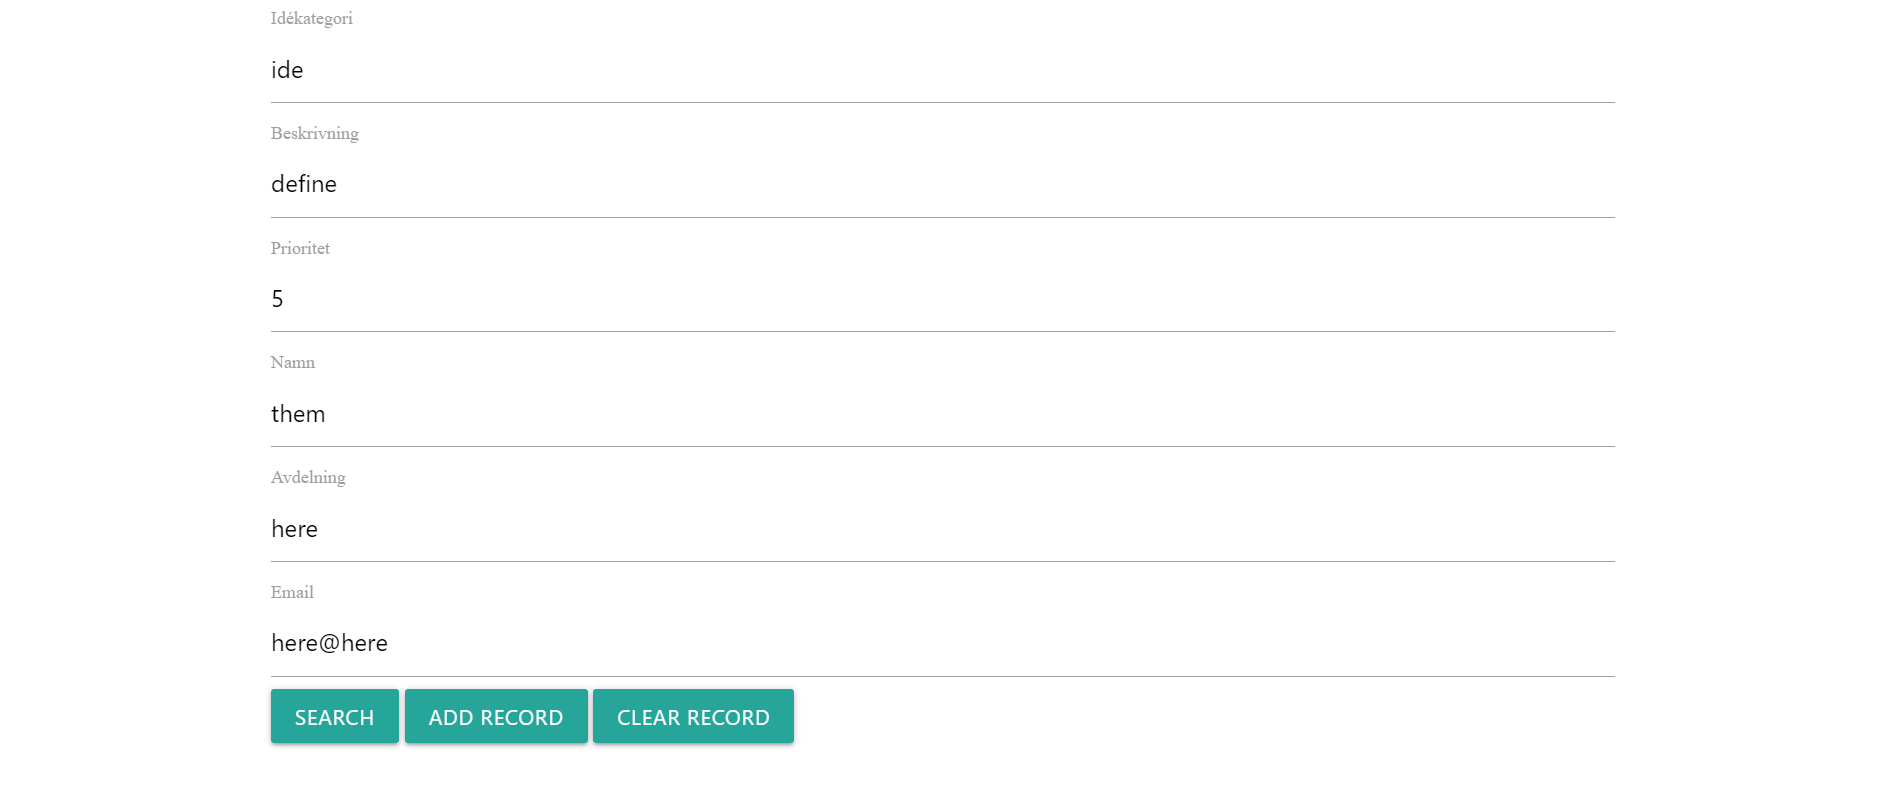 Idékategori
ide
Beskrivning
define
Prioritet
5
Namn
them
Avdelning
here
Email
here@here
SEARCH ADD RECORD CLEAR RECORD